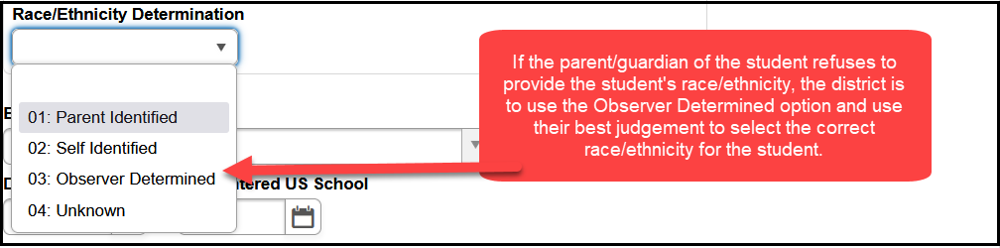 Race/Ethnicity Determination
If the parent/guardian of the student refuses to
provide the student's race/ethnicity, the district is
to use the Observer Determined option and use
their best judgement to select the correct
race/ethnicity for the student.
01: Parent Identified
02: Self Identified
03: Observer Determined
04: Unknown
ntered US School